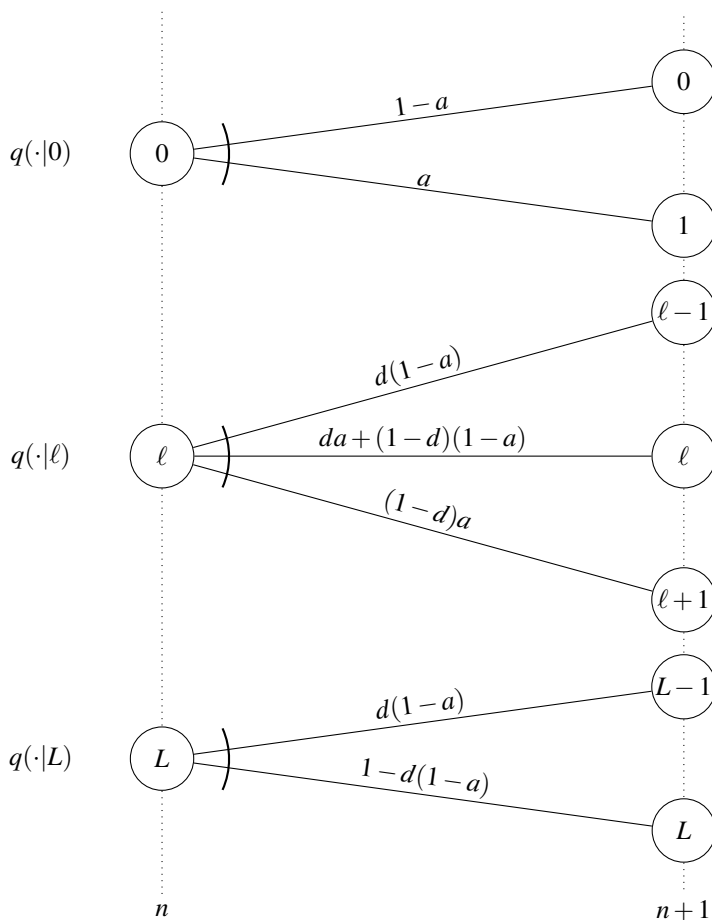 0
1−a
q(·|0)
0
a
1
ℓ−1
d(1−a)
q(·|ℓ)
ℓ
da+(1−d)(1−a)
ℓ
(1−d)a
ℓ+1
L−1
d(1−a)
q(·|L)
L
1−d(1−a)
L
n
n+1